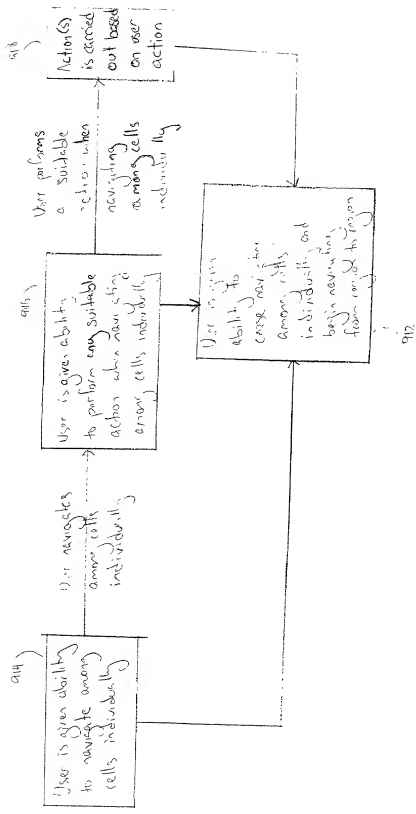 914
User is given ability
to navigate among
cells individually
User navigates
among cells
individually
User is given ability
to perform any suitable
action when navigating
among cells individually
User performs
a suitable
action when
navigating
among cells
individually
918
Action(s)
is carried
out based
on user
action
User is given
ability to
cease navigation
among cells
individually and
begin navigating
from region to region
912